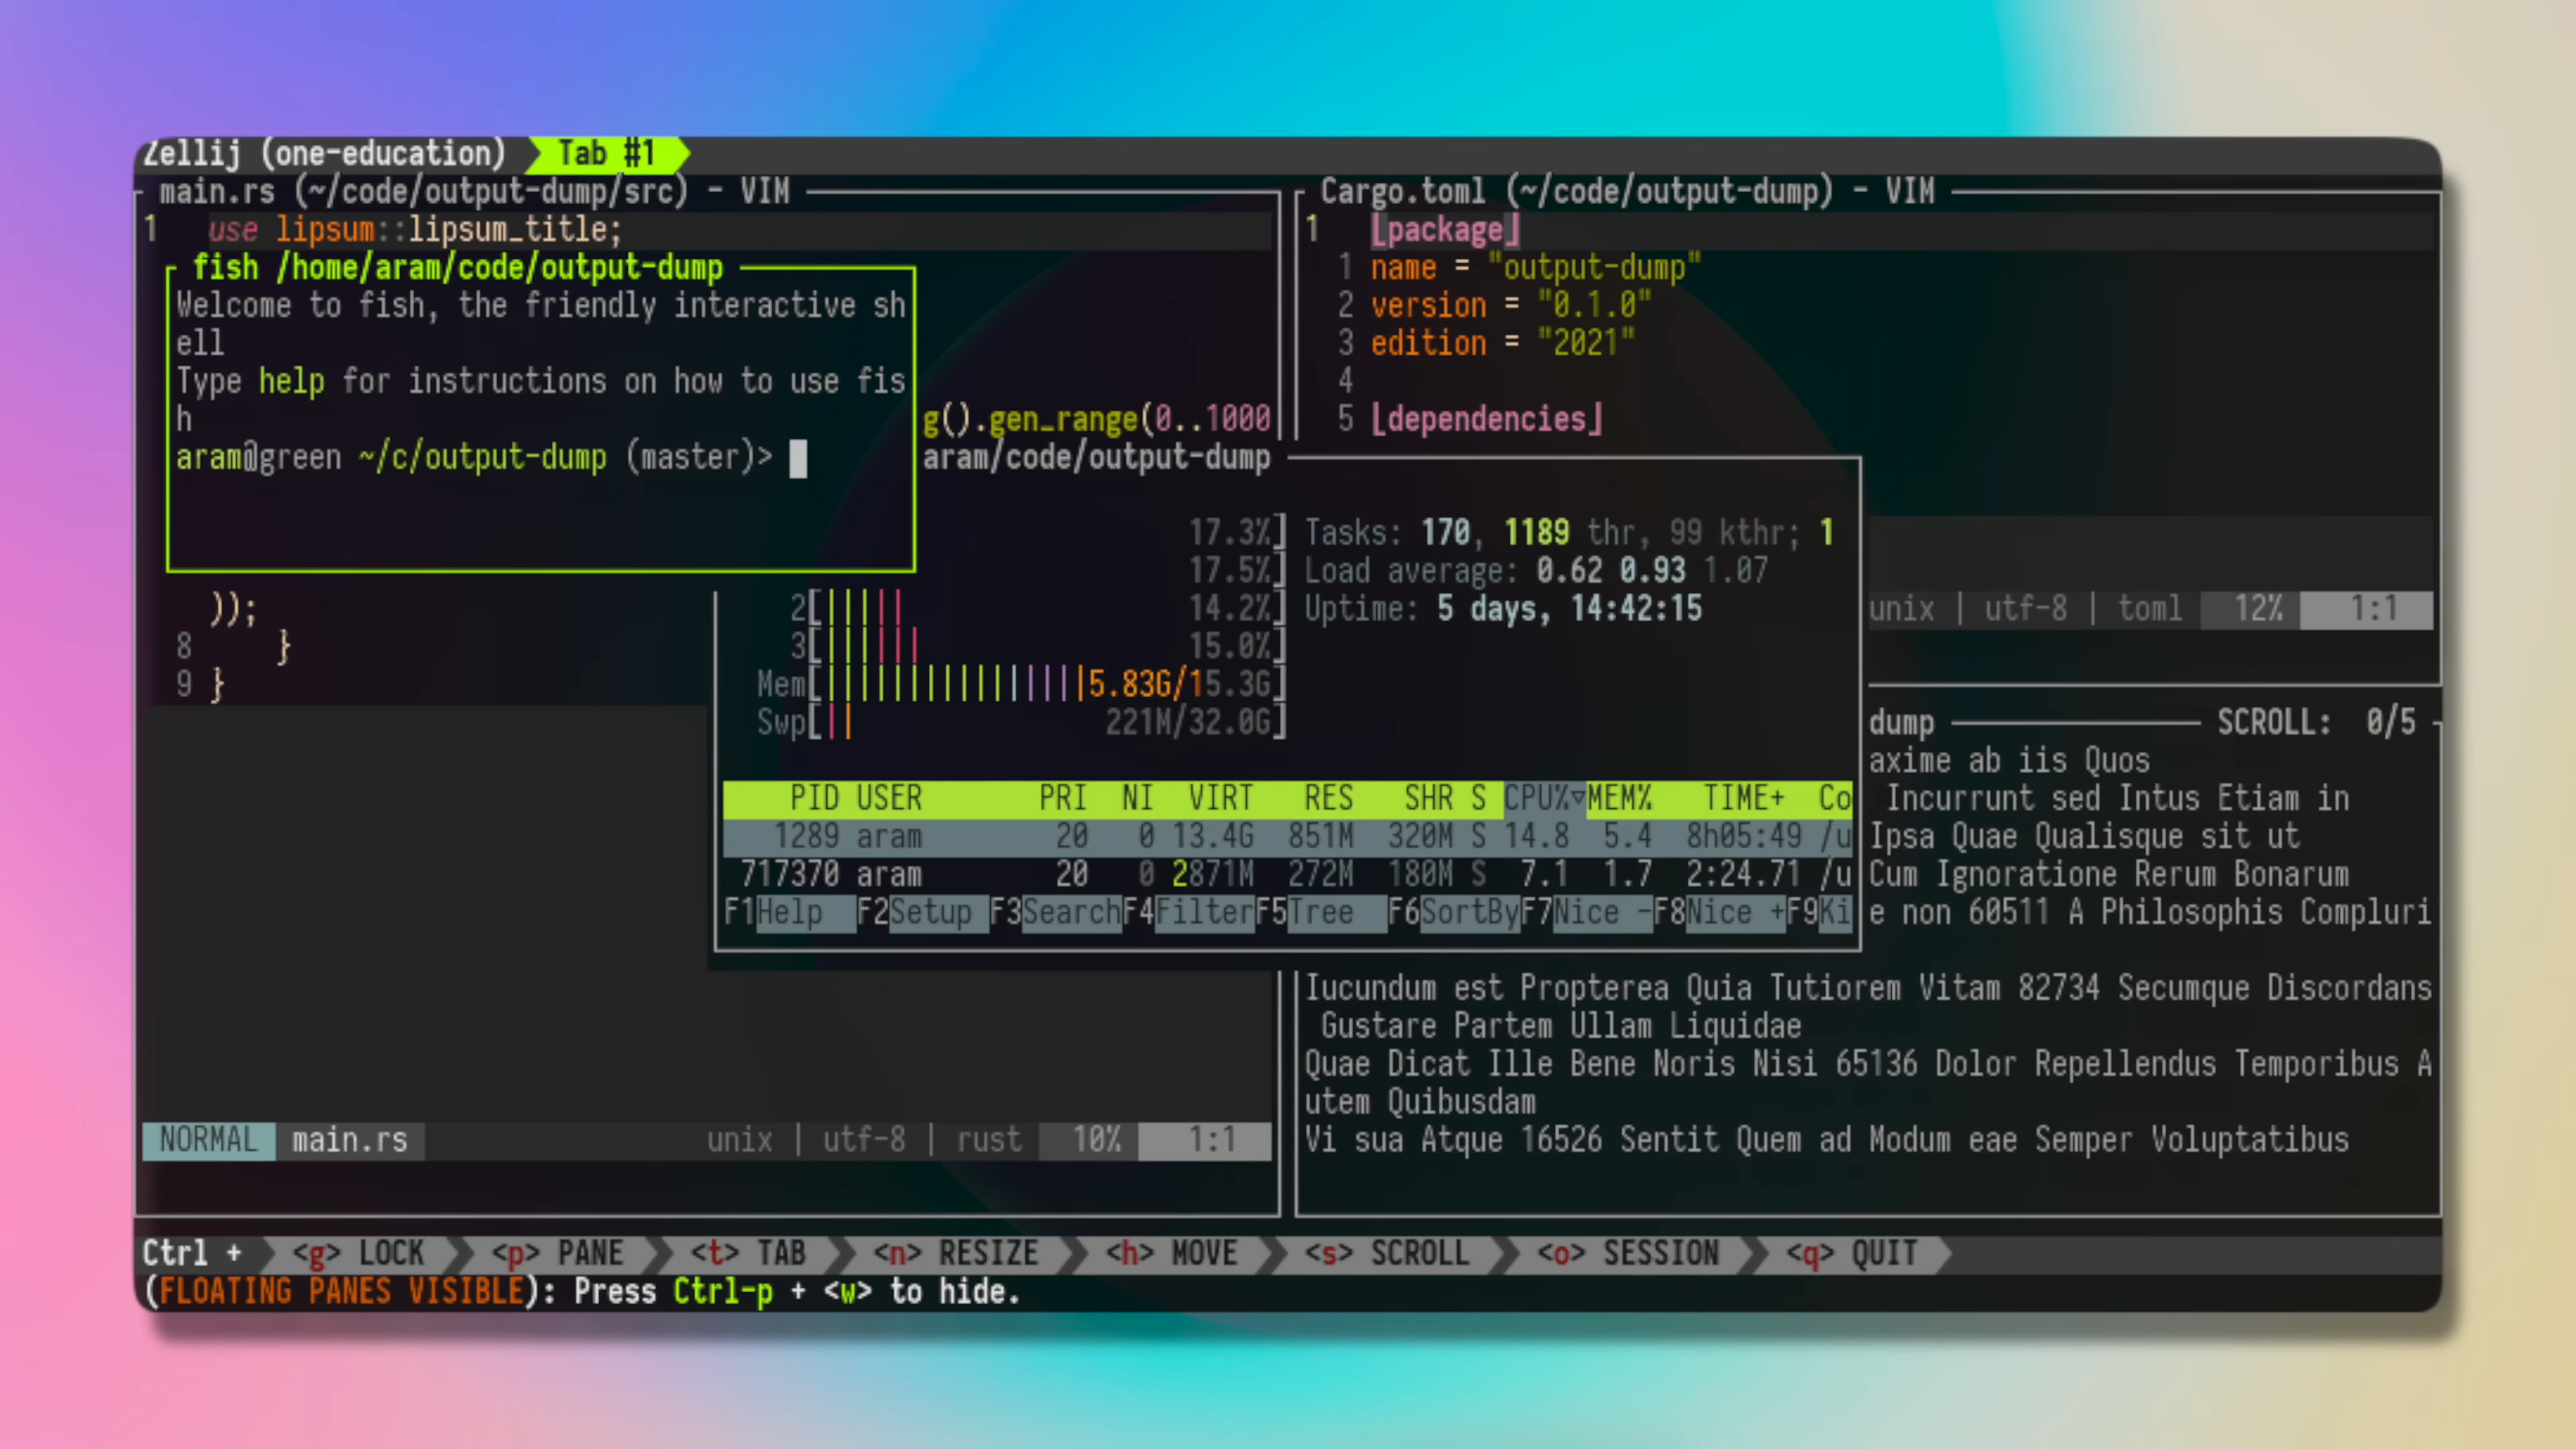 Zellij (one-education) Tab #1
main.rs (~/code/output-dump/src) - VIM
1 use lipsum::lipsum_title;
fish /home/aram/code/output-dump
Welcome to fish, the friendly interactive sh
ell
Type help for instructions on how to use fis
h
aram@green ~/c/output-dump (master)>
g().gen_range(0..1000
));
8 }
9 }
NORMAL main.rs unix | utf-8 | rust 10% 1:1
Cargo.toml (~/code/output-dump) - VIM
1 [package]
1 name = "output-dump"
2 version = "0.1.0"
3 edition = "2021"
4
5 [dependencies]
unix | utf-8 | toml 12% 1:1
aram/code/output-dump
17.3%] Tasks: 170, 1189 thr, 99 kthr; 1
17.5%] Load average: 0.62 0.93 1.07
2[||||| 14.2%] Uptime: 5 days, 14:42:15
3[|||||| 15.0%]
Mem[||||||||||||||||5.83G/15.3G]
Swp[|| 221M/32.0G]
PID USER PRI NI VIRT RES SHR S CPU%▽MEM% TIME+ Co
1289 aram 20 0 13.4G 851M 320M S 14.8 5.4 8h05:49 /u
717370 aram 20 0 2871M 272M 180M S 7.1 1.7 2:24.71 /u
F1Help F2Setup F3Search F4Filter F5Tree F6SortBy F7Nice - F8Nice + F9Ki
dump SCROLL: 0/5
axime ab iis Quos
Incurrunt sed Intus Etiam in
Ipsa Quae Qualisque sit ut
Cum Ignoratione Rerum Bonarum
e non 60511 A Philosophis Compluri
Iucundum est Propterea Quia Tutiorem Vitam 82734 Secumque Discordans
Gustare Partem Ullam Liquidae
Quae Dicat Ille Bene Noris Nisi 65136 Dolor Repellendus Temporibus A
utem Quibusdam
Vi sua Atque 16526 Sentit Quem ad Modum eae Semper Voluptatibus
Ctrl + <g> LOCK <p> PANE <t> TAB <n> RESIZE <h> MOVE <s> SCROLL <o> SESSION <q> QUIT
(FLOATING PANES VISIBLE): Press Ctrl-p + <w> to hide.